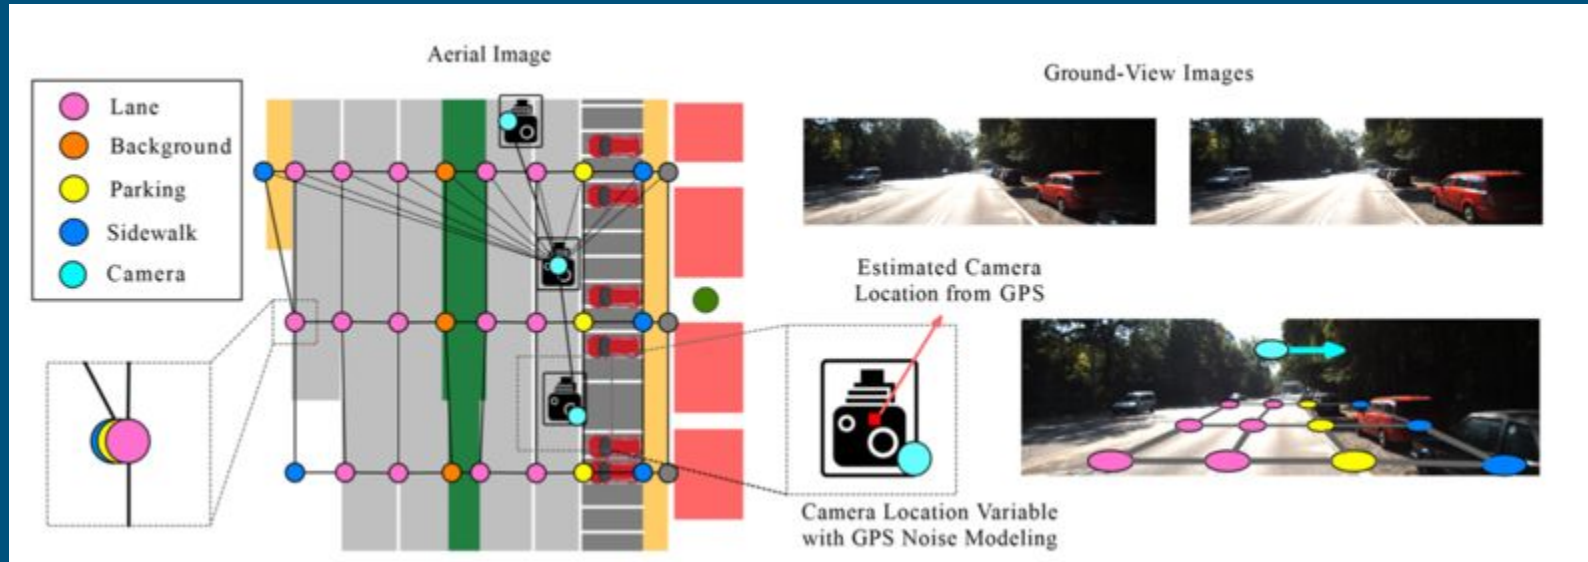 Aerial Image
Ground-View Images
Lane
Background
Parking
Sidewalk
Camera
Estimated Camera
Location from GPS
Camera Location Variable
with GPS Noise Modeling